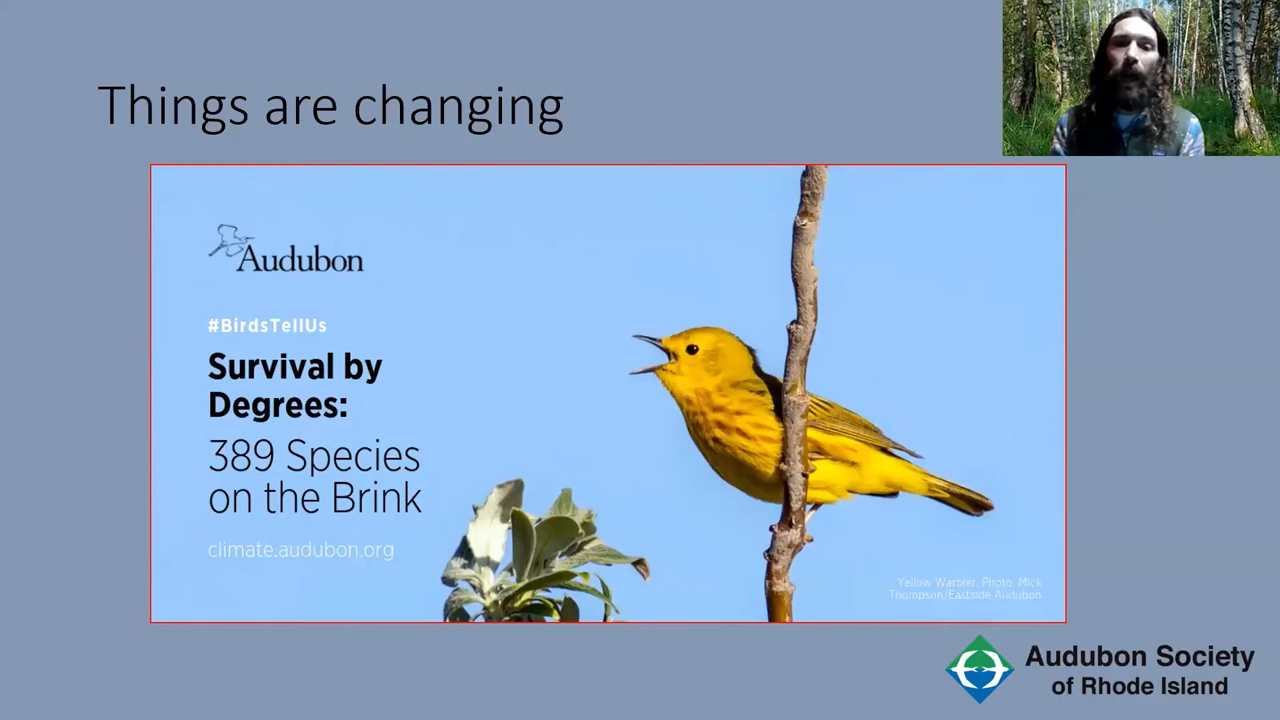 Things are changing
Audubon
#BirdsTellUs
Survival by
Degrees:
389 Species
on the Brink
climate.audubon.org
Yellow Warbler. Photo: Mick
Thompson/Eastside Audubon
Audubon Society
of Rhode Island